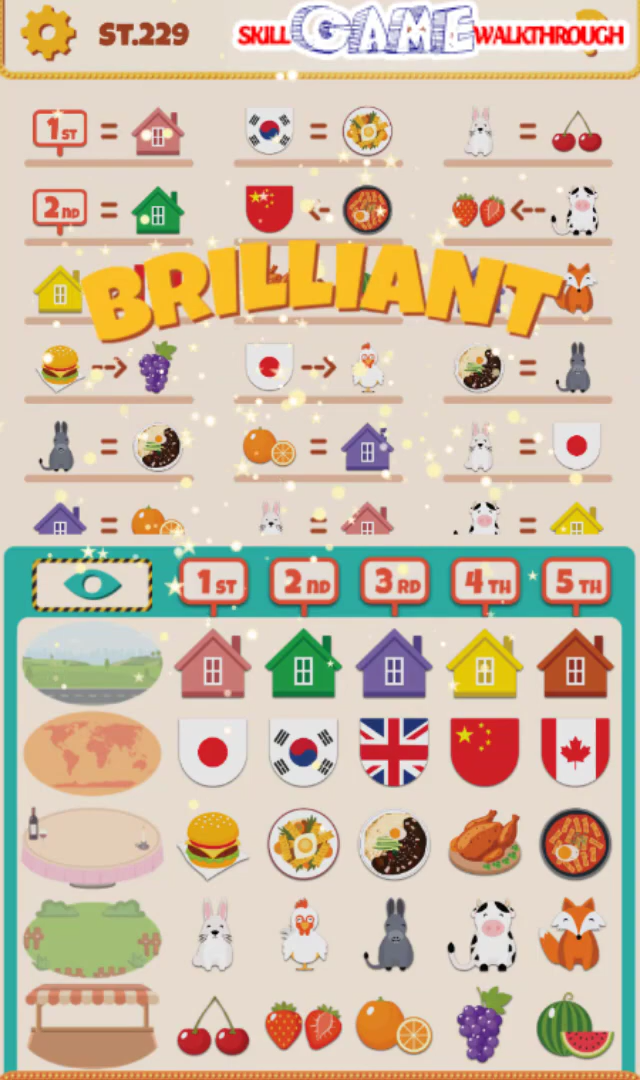 ST.229
SKILL GAME WALKTHROUGH
1ST
2ND
BRILLIANT
1ST 2ND 3RD 4TH 5TH